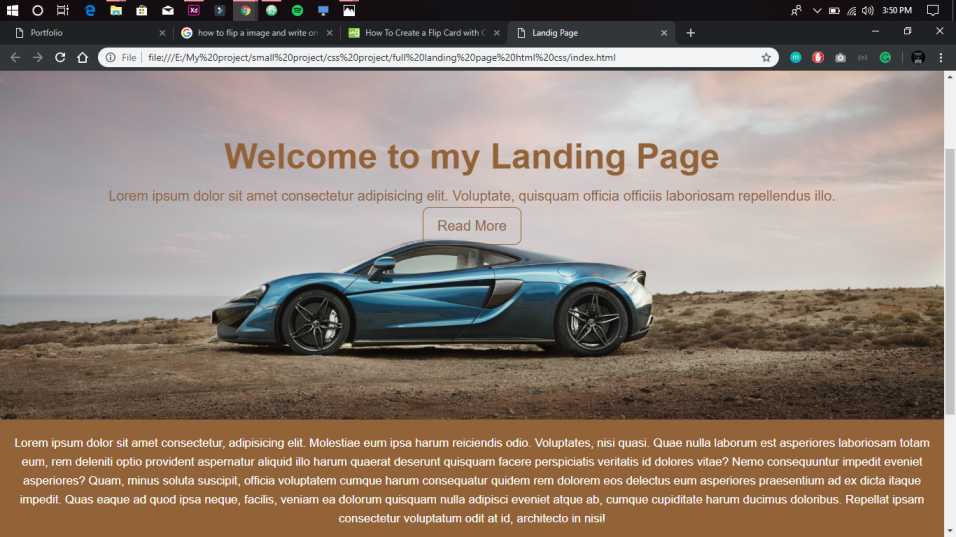 3:50 PM
Portfolio
how to flip a image and write on
How To Create a Flip Card with C
Landig Page
File
file:///E:/My%20project/small%20project/css%20project/full%20landing%20page%20html%20css/index.html
Welcome to my Landing Page
Lorem ipsum dolor sit amet consectetur adipisicing elit. Voluptate, quisquam officia officiis laboriosam repellendus illo.
Read More
Lorem ipsum dolor sit amet consectetur, adipisicing elit. Molestiae eum ipsa harum reiciendis odio. Voluptates, nisi quasi. Quae nulla laborum est asperiores laboriosam totam
eum, rem deleniti optio provident aspernatur aliquid illo harum quaerat deserunt quisquam facere perspiciatis veritatis id dolores vitae? Nemo consequuntur impedit eveniet
asperiores? Quam, minus soluta suscipit, officia voluptatem cumque harum consequatur quidem rem dolorem eos delectus eum asperiores praesentium ad ex dicta itaque
impedit. Quas eaque ad quod ipsa neque, facilis, veniam ea dolorum quisquam nulla adipisci eveniet atque ab, cumque cupiditate harum ducimus doloribus. Repellat ipsam
consectetur voluptatum odit at id, architecto in nisi!